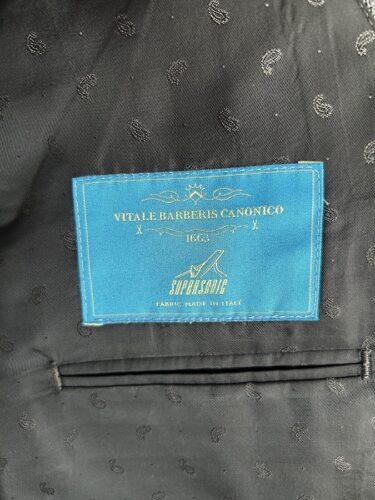 VITALE BARBERIS CANONICO
1663
SUPERSONIC
FABRIC MADE IN ITALY